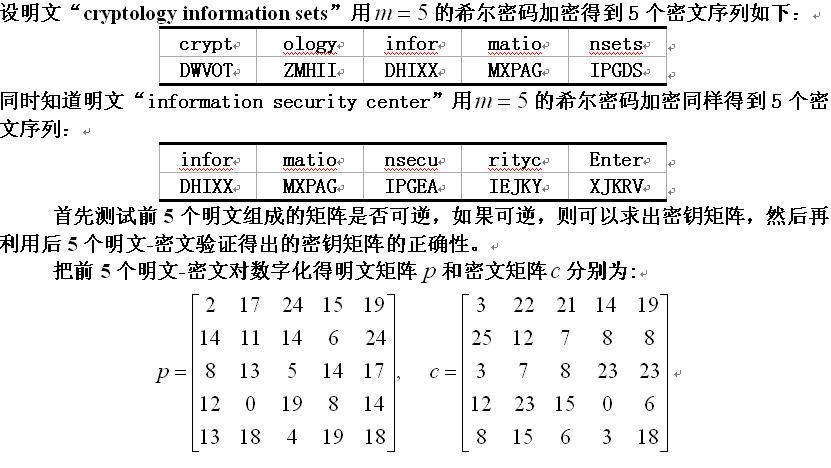 设明文“cryptology information sets”用m = 5的希尔密码加密得到5个密文序列如下：
crypt ology infor matio nsets
DWVOT ZMHII DHIXX MXPAG IPGDS
同时知道明文“information security center”用m = 5的希尔密码加密同样得到5个密
文序列：
infor matio nsecu rityc Enter
DHIXX MXPAG IPGEA IEJKY XJKRV
首先测试前5个明文组成的矩阵是否可逆，如果可逆，则可以求出密钥矩阵，然后再
利用后5个明文-密文验证得出的密钥矩阵的正确性。
把前5个明文-密文对数字化得明文矩阵p和密文矩阵c分别为：
2 17 24 15 19 3 22 21 14 19
14 11 14 6 24 25 12 7 8 8
p = 8 13 5 14 17 , c = 3 7 8 23 23
12 0 19 8 14 12 23 15 0 6
13 18 4 19 18 8 15 6 3 18